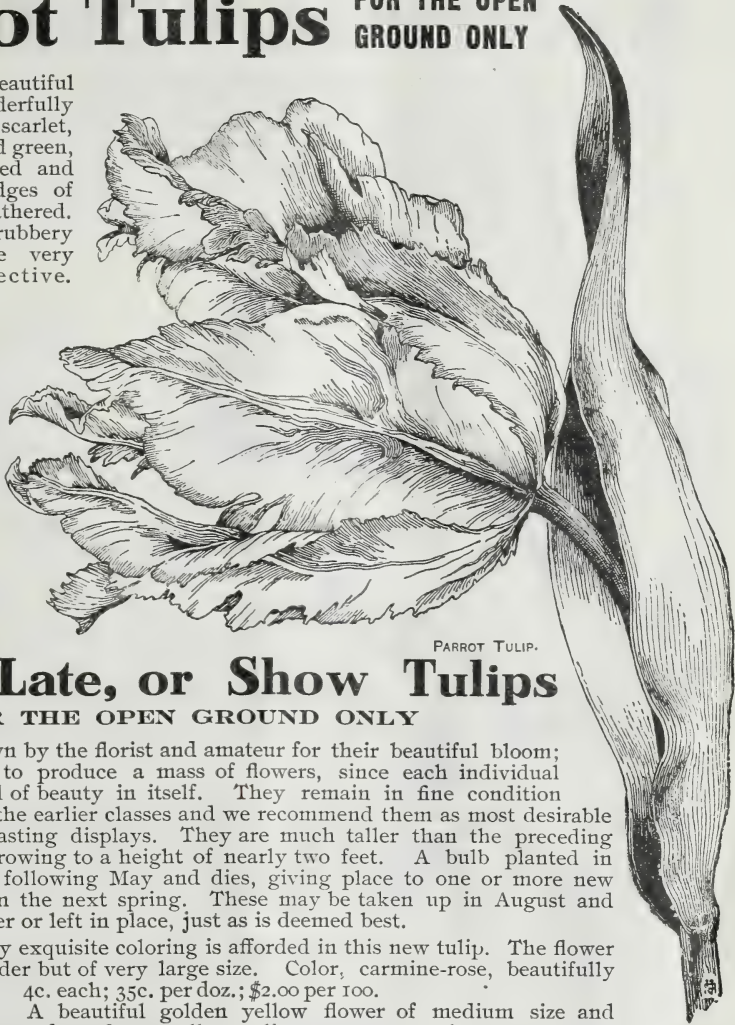 ot Tulips
FOR THE OPEN
GROUND ONLY
eautiful
derfully
scarlet,
d green,
ed and
dges of
athered.
rubbery
e very
ective.
PARROT TULIP.
Late, or Show Tulips
R THE OPEN GROUND ONLY
vn by the florist and amateur for their beautiful bloom;
to produce a mass of flowers, since each individual
l of beauty in itself. They remain in fine condition
the earlier classes and we recommend them as most desirable
asting displays. They are much taller than the preceding
rowing to a height of nearly two feet. A bulb planted in
following May and dies, giving place to one or more new
n the next spring. These may be taken up in August and
er or left in place, just as is deemed best.
y exquisite coloring is afforded in this new tulip. The flower
der but of very large size. Color, carmine-rose, beautifully
4c. each; 35c. per doz.; $2.00 per 100.
A beautiful golden yellow flower of medium size and